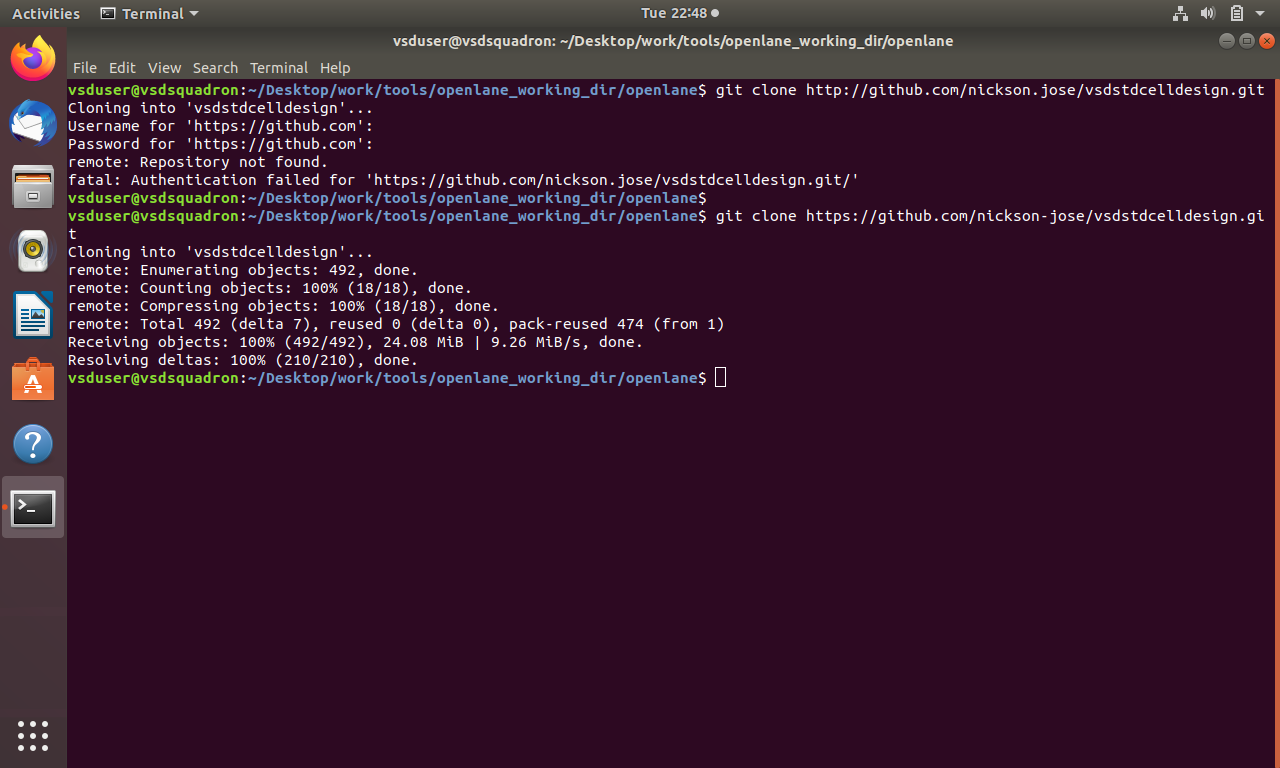 Activities Terminal Tue 22:48
vsduser@vsdsquadron: ~/Desktop/work/tools/openlane_working_dir/openlane
File Edit View Search Terminal Help
vsduser@vsdsquadron:~/Desktop/work/tools/openlane_working_dir/openlane$ git clone http://github.com/nickson.jose/vsdstdcelldesign.git
Cloning into 'vsdstdcelldesign'...
Username for 'https://github.com':
Password for 'https://github.com':
remote: Repository not found.
fatal: Authentication failed for 'https://github.com/nickson.jose/vsdstdcelldesign.git/'
vsduser@vsdsquadron:~/Desktop/work/tools/openlane_working_dir/openlane$
vsduser@vsdsquadron:~/Desktop/work/tools/openlane_working_dir/openlane$ git clone https://github.com/nickson-jose/vsdstdcelldesign.gi
t
Cloning into 'vsdstdcelldesign'...
remote: Enumerating objects: 492, done.
remote: Counting objects: 100% (18/18), done.
remote: Compressing objects: 100% (18/18), done.
remote: Total 492 (delta 7), reused 0 (delta 0), pack-reused 474 (from 1)
Receiving objects: 100% (492/492), 24.08 MiB | 9.26 MiB/s, done.
Resolving deltas: 100% (210/210), done.
vsduser@vsdsquadron:~/Desktop/work/tools/openlane_working_dir/openlane$